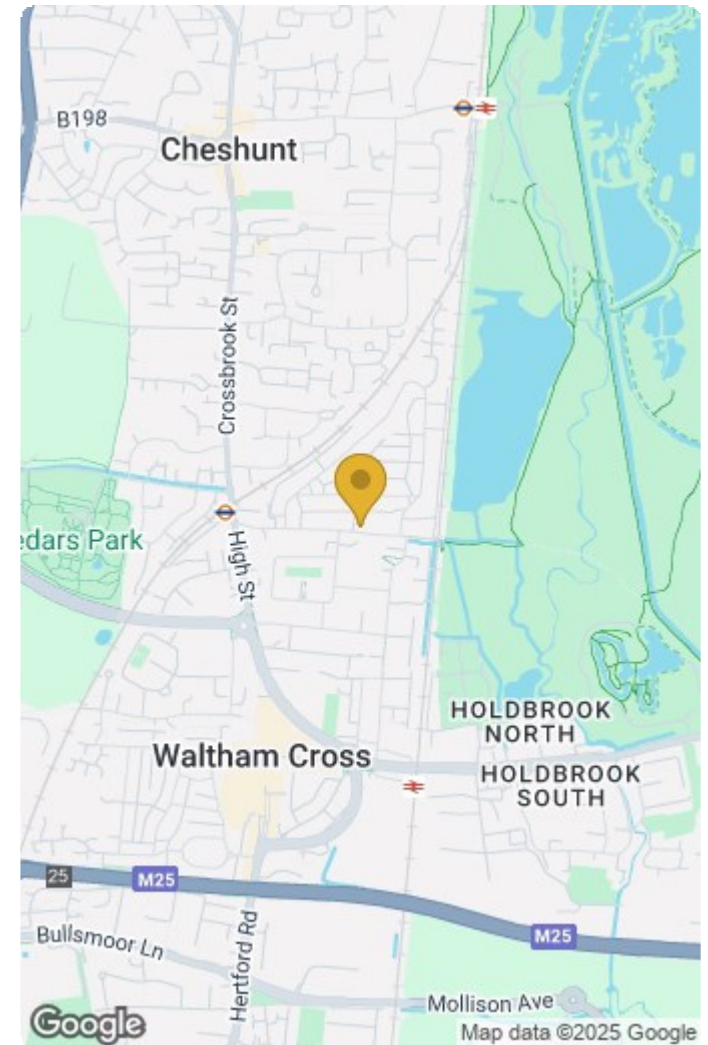 B198
Cheshunt
Crossbrook St
edars Park
High St
HOLDBROOK
NORTH
Waltham Cross
HOLDBROOK
SOUTH
25
M25
M25
Bullsmoor Ln
Hertford Rd
Mollison Ave
Google
Map data ©2025 Google